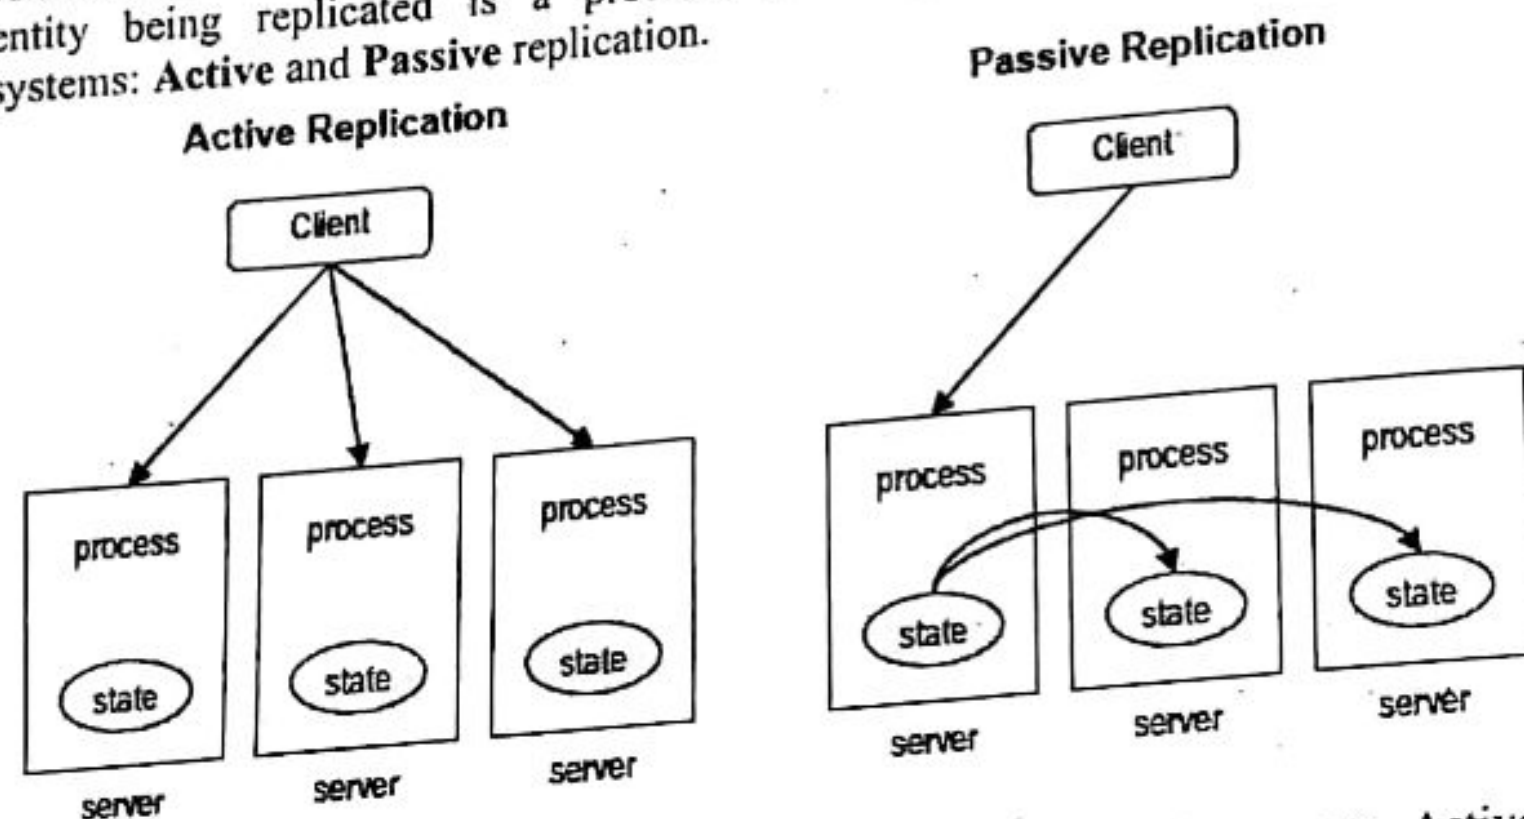 entity being replicated is a
systems: Active and Passive replication.
Active Replication
Client
process
state
server
process
state
server
process
state
server
Passive Replication
Client
process
state
server
process
state
server
process
state
server